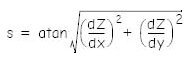 s = atan√((dZ/dx)² + (dZ/dy)²)